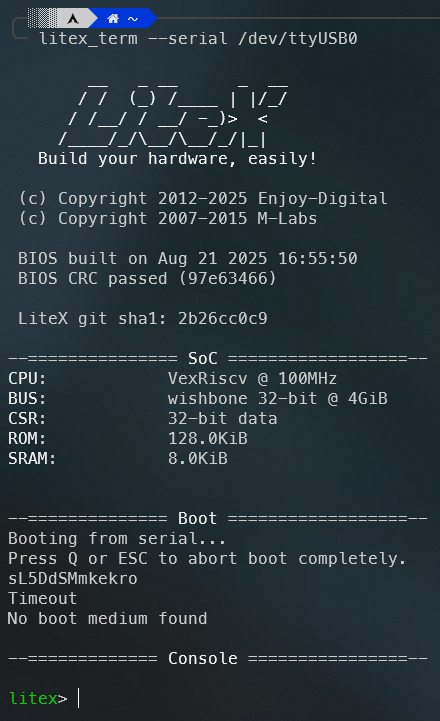 ~
litex_term --serial /dev/ttyUSB0
        __   _ __      _  __
       / /  (_) /____ | |/_/
      / /__/ / __/ -_)>  <
     /____/_/\__/\__/_/|_|
   Build your hardware, easily!
(c) Copyright 2012-2025 Enjoy-Digital
(c) Copyright 2007-2015 M-Labs
BIOS built on Aug 21 2025 16:55:50
BIOS CRC passed (97e63466)
LiteX git sha1: 2b26cc0c9
--=============== SoC ==================--
CPU: VexRiscv @ 100MHz
BUS: wishbone 32-bit @ 4GiB
CSR: 32-bit data
ROM: 128.0KiB
SRAM: 8.0KiB
--============== Boot ==================--
Booting from serial...
Press Q or ESC to abort boot completely.
sL5DdSMmkekro
Timeout
No boot medium found
--============= Console ================--
litex>